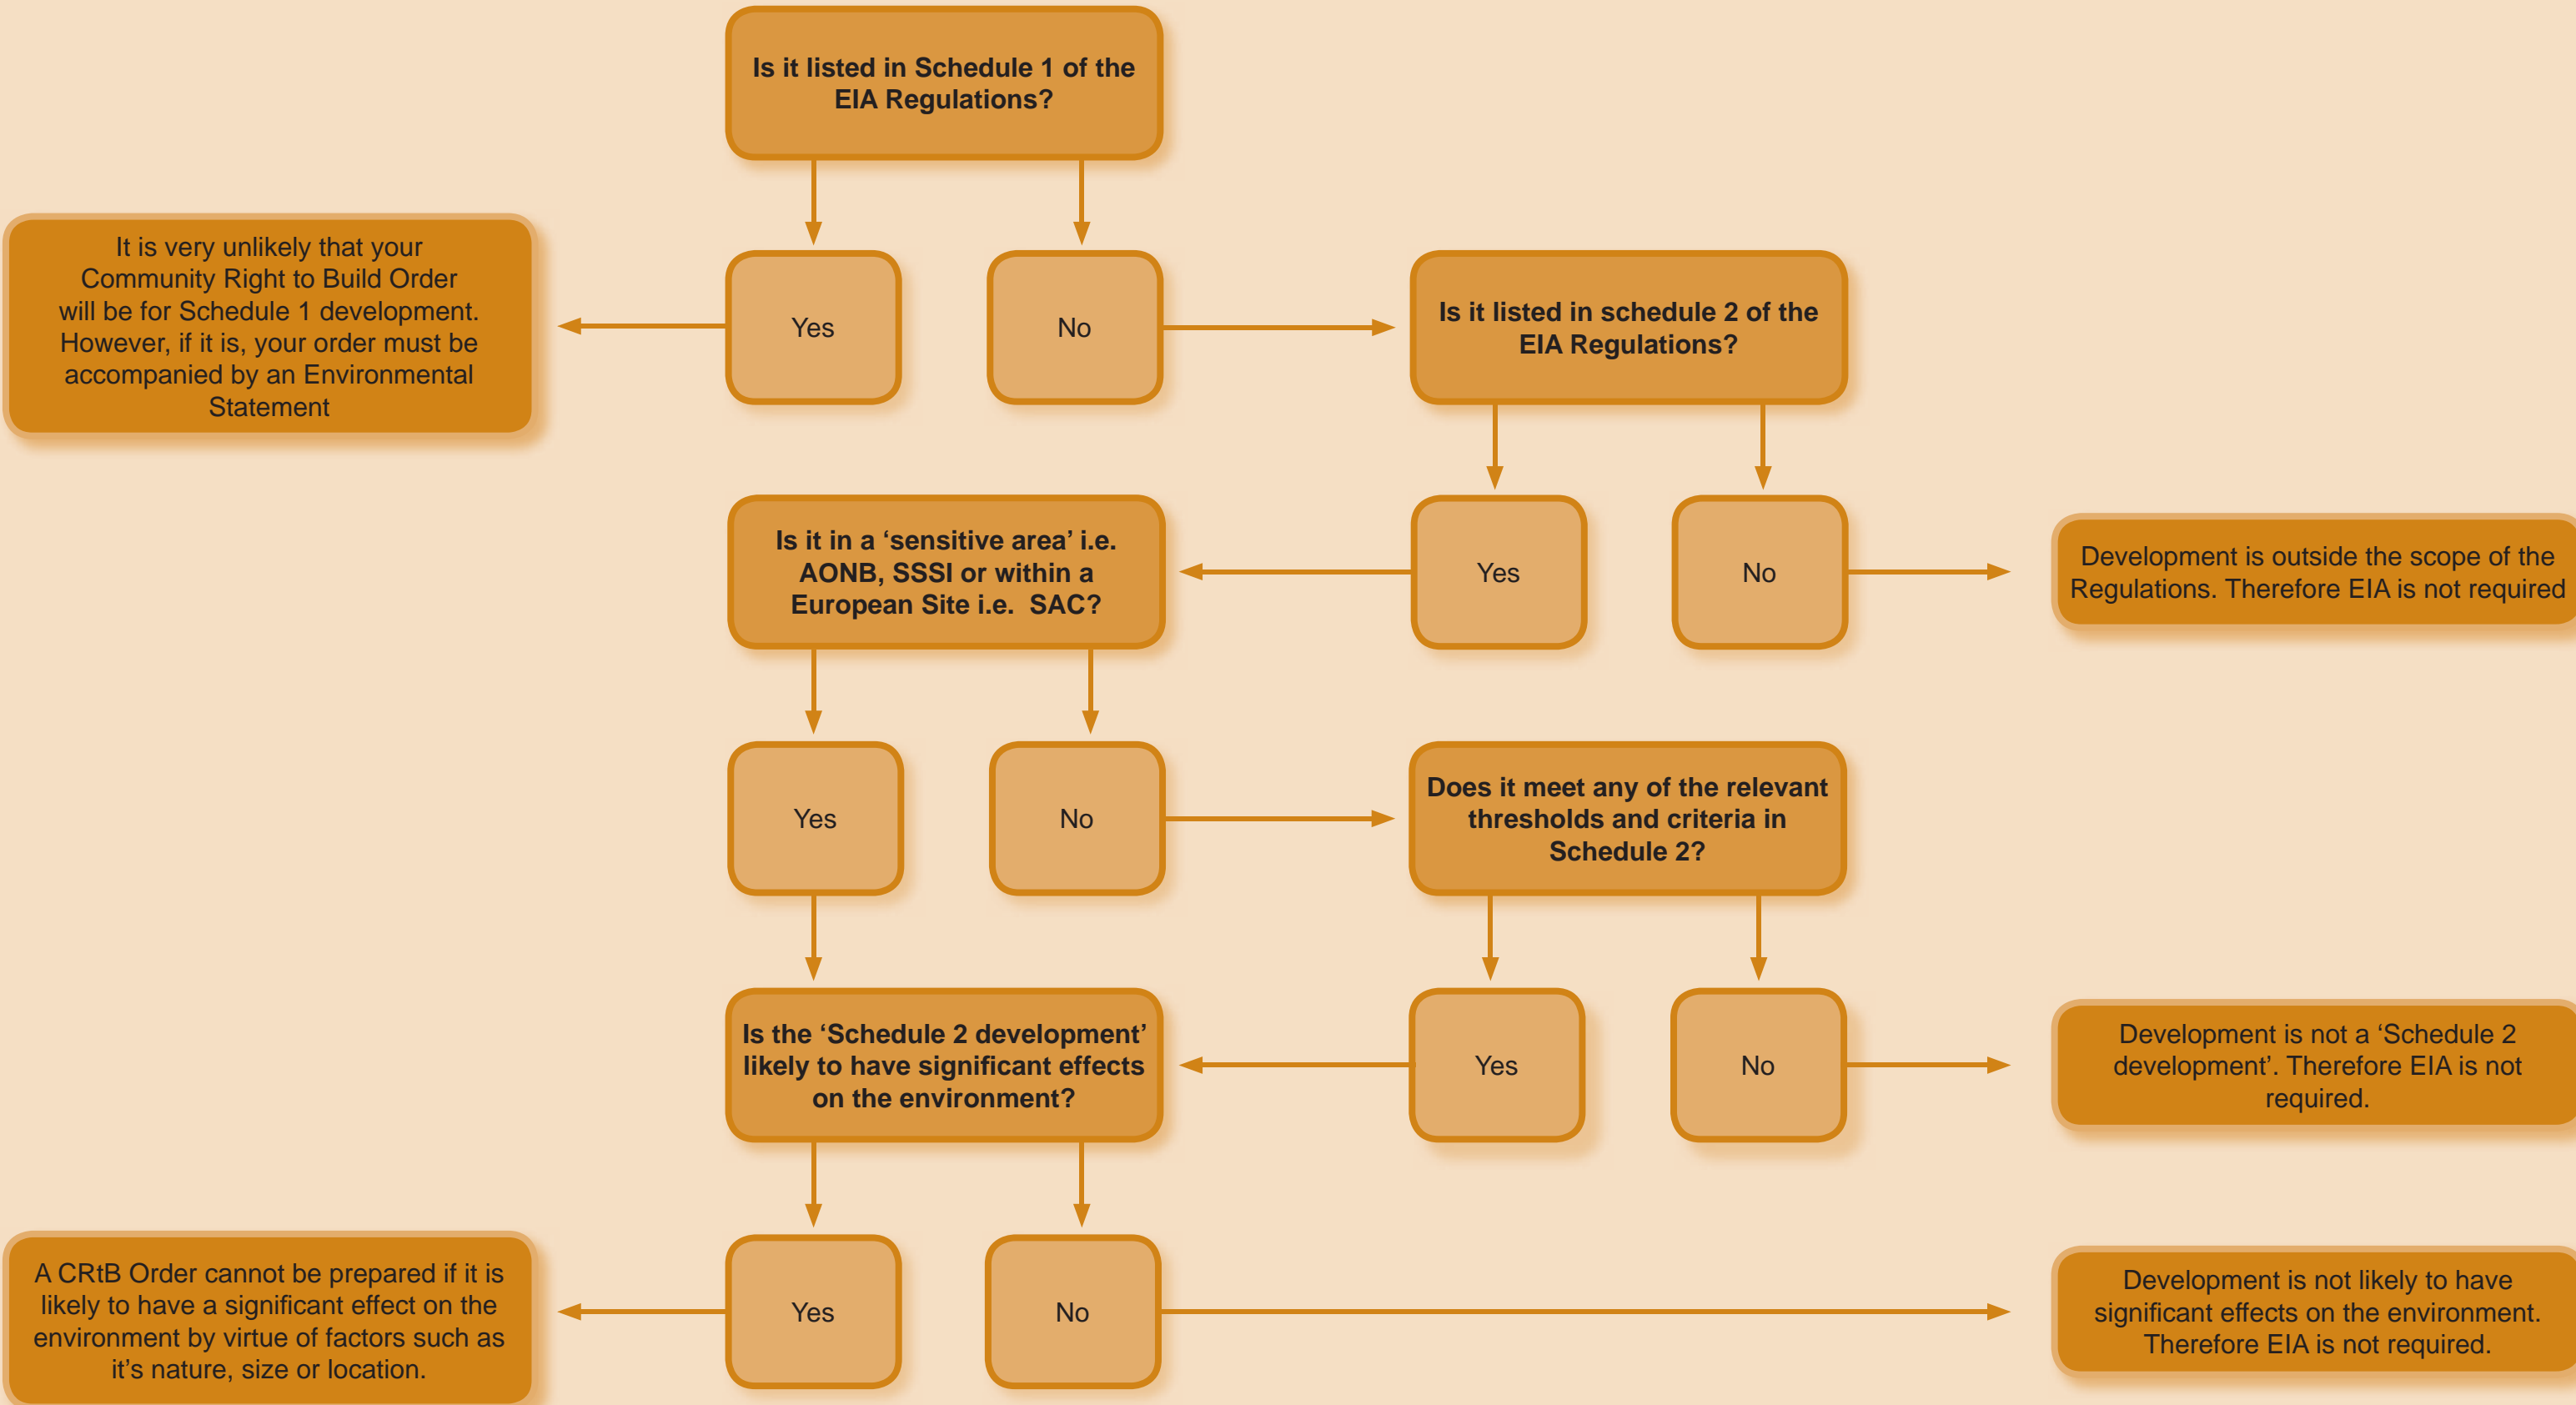 Is it listed in Schedule 1 of the
EIA Regulations?
It is very unlikely that your
Community Right to Build Order
will be for Schedule 1 development.
However, if it is, your order must be
accompanied by an Environmental
Statement
Yes
No
Is it listed in schedule 2 of the
EIA Regulations?
Is it in a ‘sensitive area’ i.e.
AONB, SSSI or within a
European Site i.e. SAC?
Yes
No
Development is outside the scope of the
Regulations. Therefore EIA is not required
Yes
No
Does it meet any of the relevant
thresholds and criteria in
Schedule 2?
Is the ‘Schedule 2 development’
likely to have significant effects
on the environment?
Yes
No
Development is not a ‘Schedule 2
development’. Therefore EIA is not
required.
A CRtB Order cannot be prepared if it is
likely to have a significant effect on the
environment by virtue of factors such as
it’s nature, size or location.
Yes
No
Development is not likely to have
significant effects on the environment.
Therefore EIA is not required.